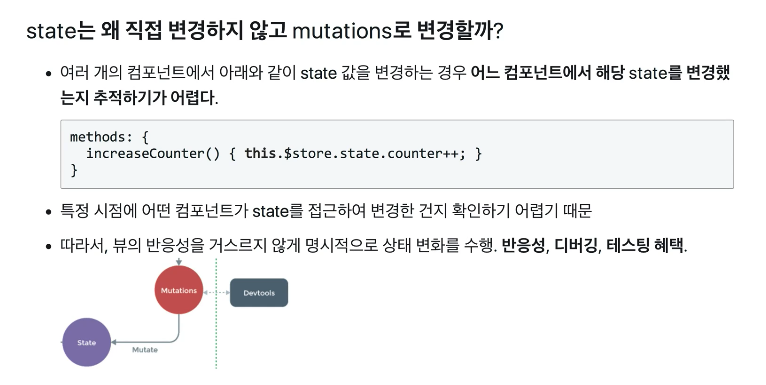 state는 왜 직접 변경하지 않고 mutations로 변경할까?
• 여러 개의 컴포넌트에서 아래와 같이 state 값을 변경하는 경우 어느 컴포넌트에서 해당 state를 변경했
는지 추적하기가 어렵다.
methods: {
  increaseCounter() { this.$store.state.counter++; }
}
• 특정 시점에 어떤 컴포넌트가 state를 접근하여 변경한 건지 확인하기 어렵기 때문
• 따라서, 뷰의 반응성을 거스르지 않게 명시적으로 상태 변화를 수행. 반응성, 디버깅, 테스팅 혜택.
Mutations
Devtools
State
Mutate